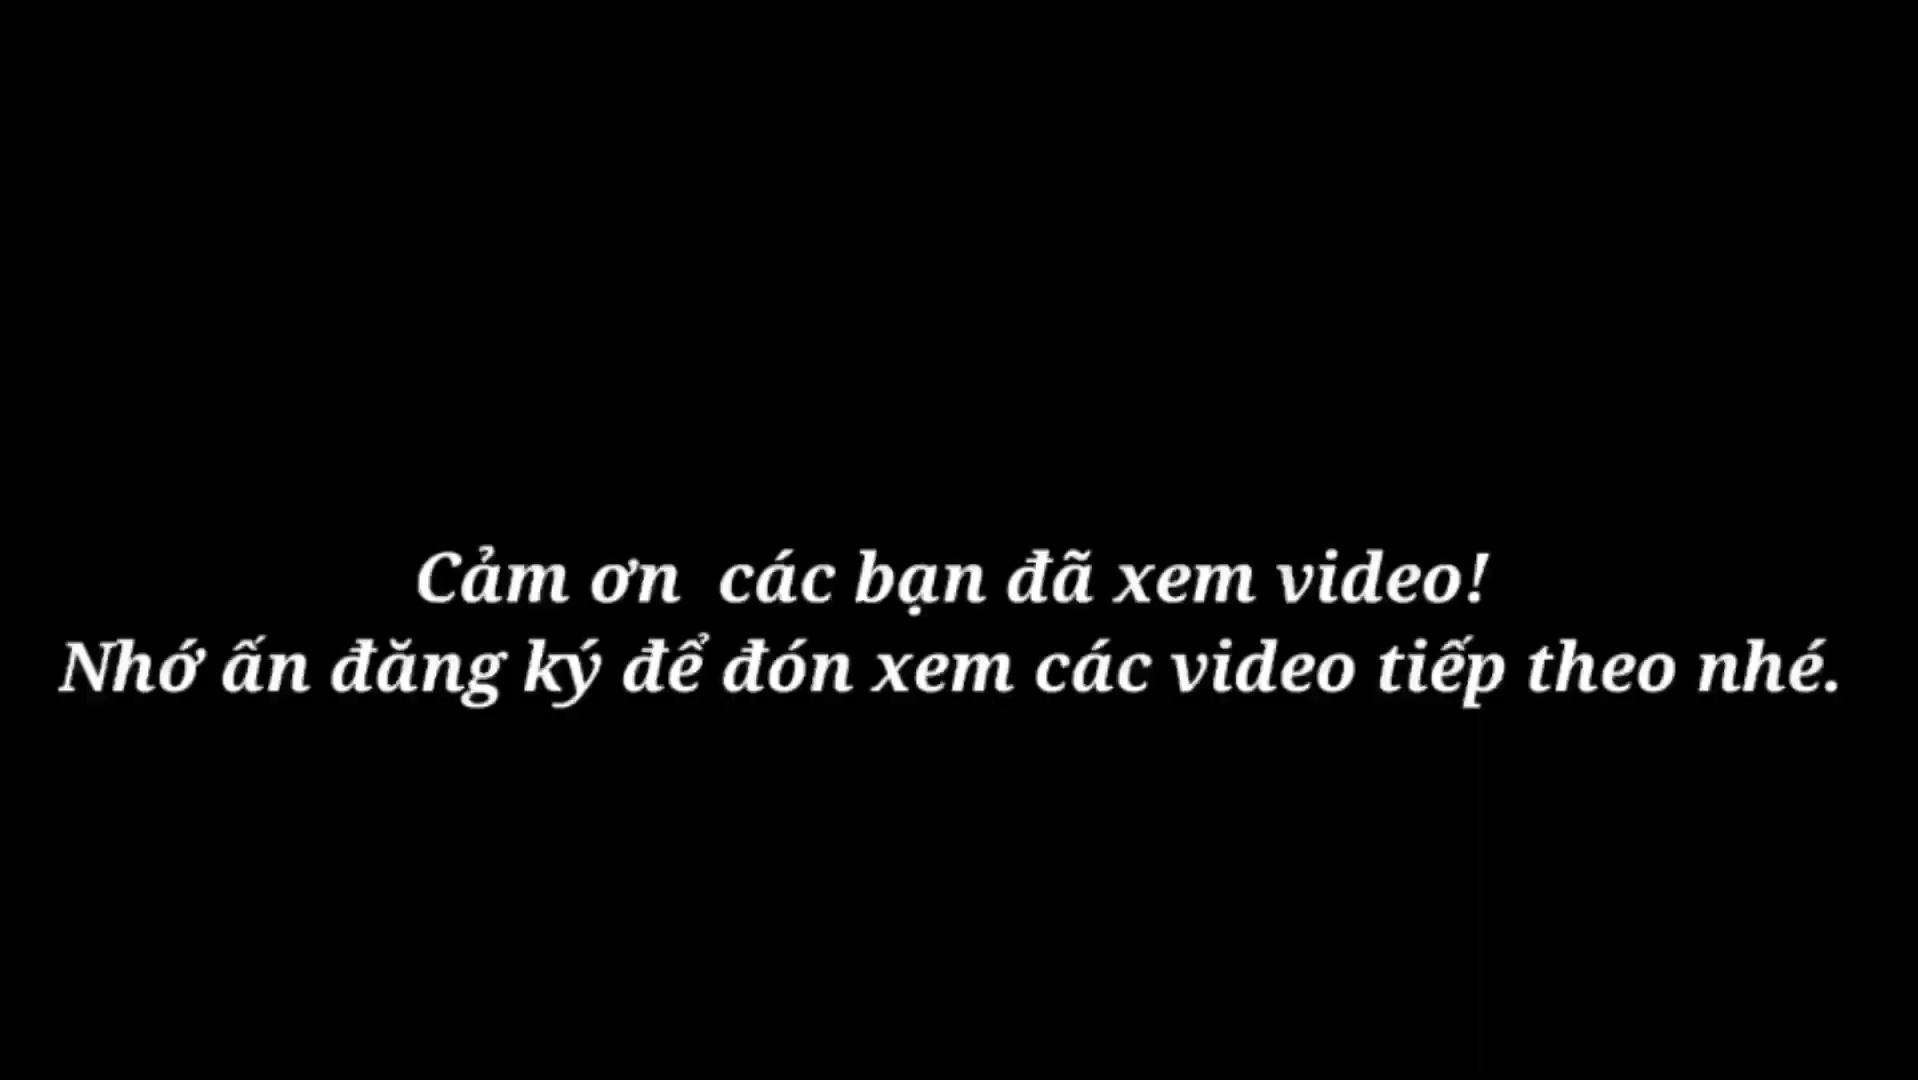 Cảm ơn  các bạn đã xem video!
Nhớ ấn đăng ký để đón xem các video tiếp theo nhé.